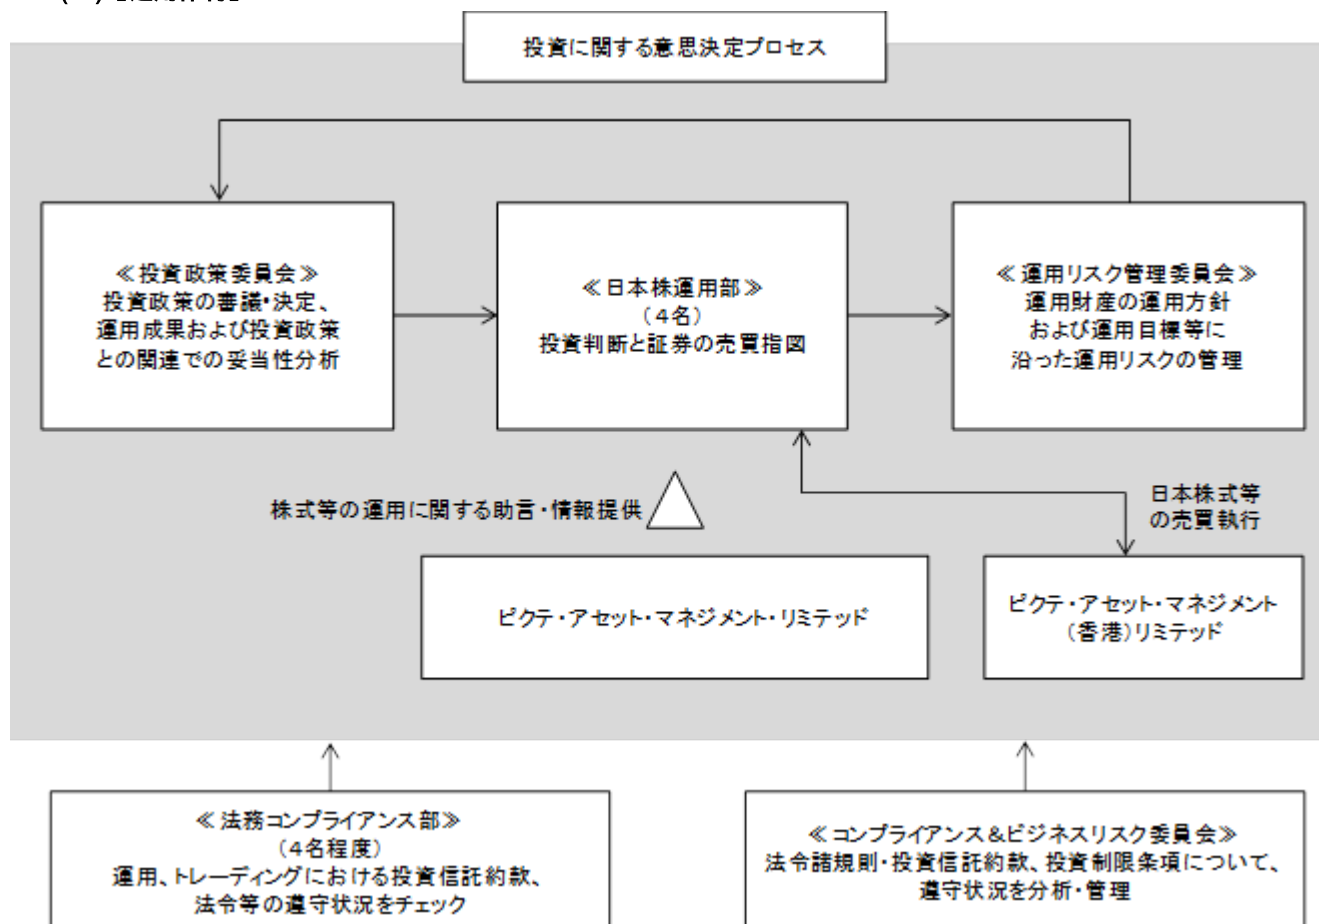 投資に関する意思決定プロセス
≪投資政策委員会≫
投資政策の審議・決定、
運用成果および投資政策
との関連での妥当性分析
≪日本株運用部≫
(4名)
投資判断と証券の売買指図
≪運用リスク管理委員会≫
運用財産の運用方針
および運用目標等に
沿った運用リスクの管理
株式等の運用に関する助言・情報提供
日本株式等
の売買執行
ピクテ・アセット・マネジメント・リミテッド
ピクテ・アセット・マネジメント
(香港)リミテッド
≪法務コンプライアンス部≫
(4名程度)
運用、トレーディングにおける投資信託約款、
法令等の遵守状況をチェック
≪コンプライアンス&ビジネスリスク委員会≫
法令諸規則・投資信託約款、投資制限条項について、
遵守状況を分析・管理